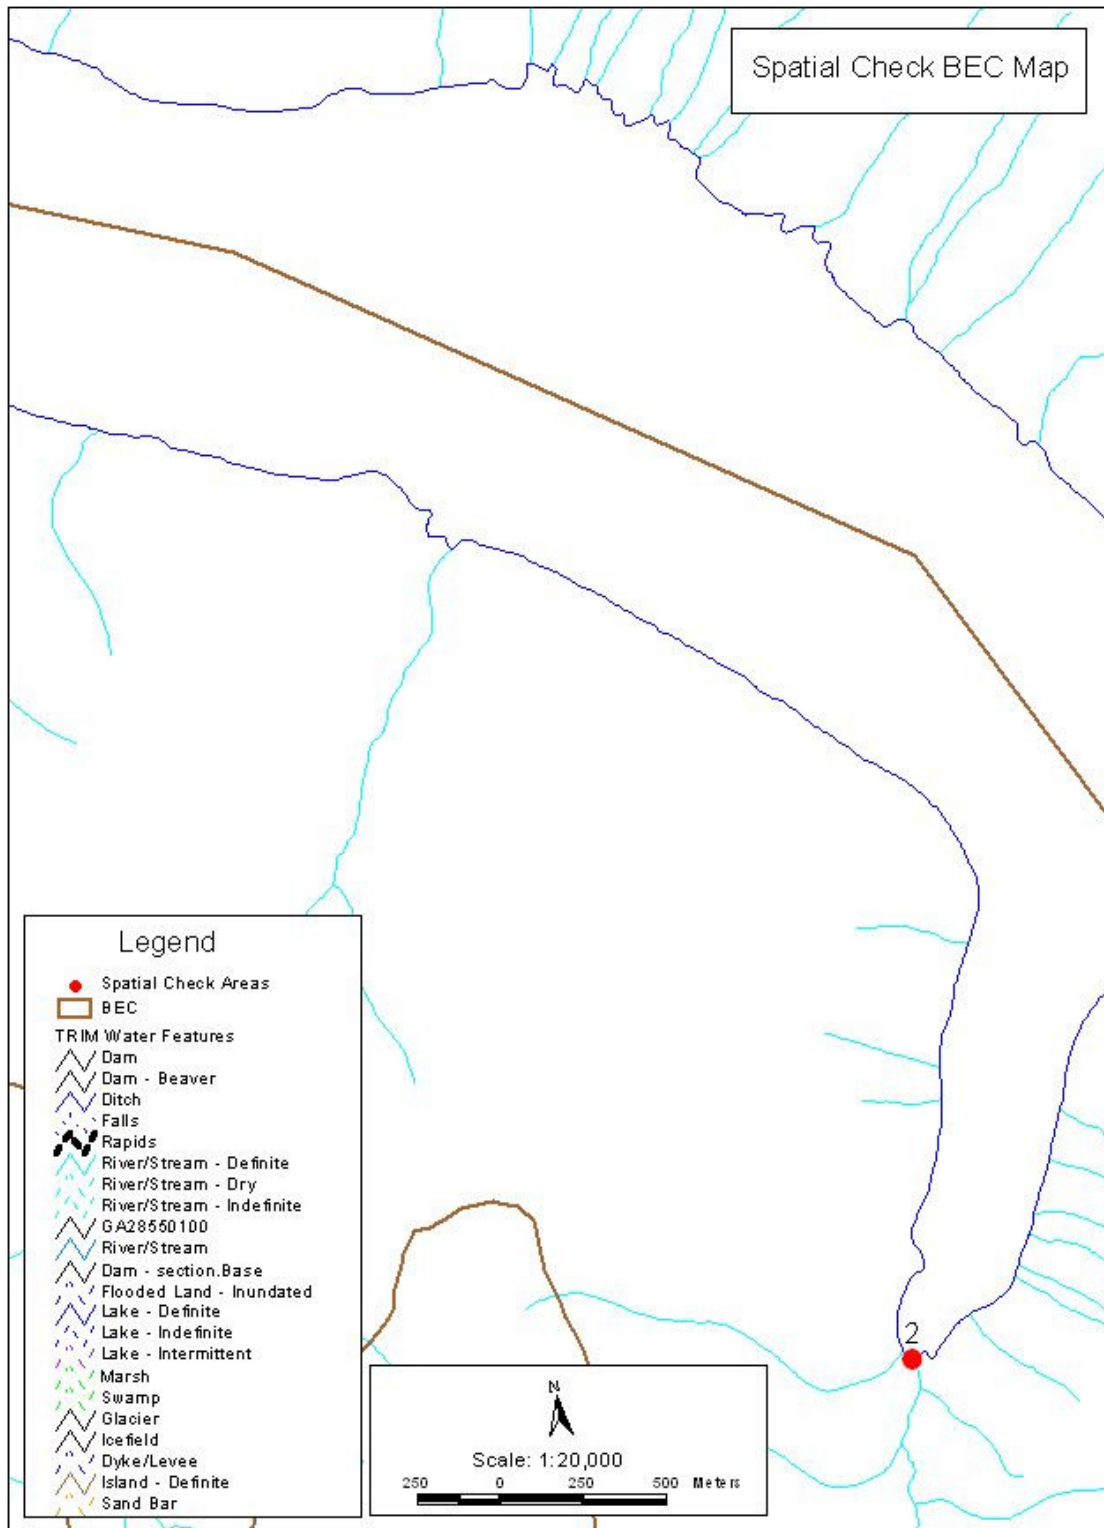 Spatial Check BEC Map
2
Legend
Spatial Check Areas
BEC
TRIM Water Features
Dam
Dam - Beaver
Ditch
Falls
Rapids
River/Stream - Definite
River/Stream - Dry
River/Stream - Indefinite
GA28550100
River/Stream
Dam - section.Base
Flooded Land - Inundated
Lake - Definite
Lake - Indefinite
Lake - Intermittent
Marsh
Swamp
Glacier
Icefield
Dyke/Levee
Island - Definite
Sand Bar
N
Scale: 1:20,000
250 0 250 500 Meters